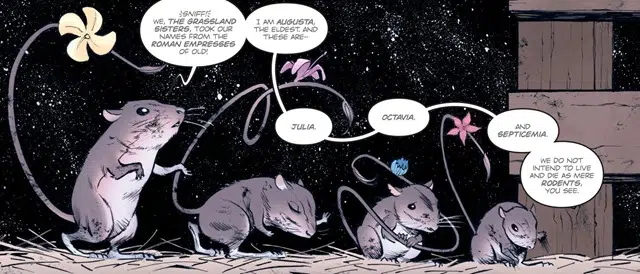 :SNIFF!:
WE, THE GRASSLAND
SISTERS, TOOK OUR
NAMES FROM THE
ROMAN EMPRESSES
OF OLD!
I AM AUGUSTA,
THE ELDEST, AND
THESE ARE–
JULIA.
OCTAVIA.
AND
SEPTICEMIA.
WE DO NOT
INTEND TO LIVE
AND DIE AS MERE
RODENTS,
YOU SEE.